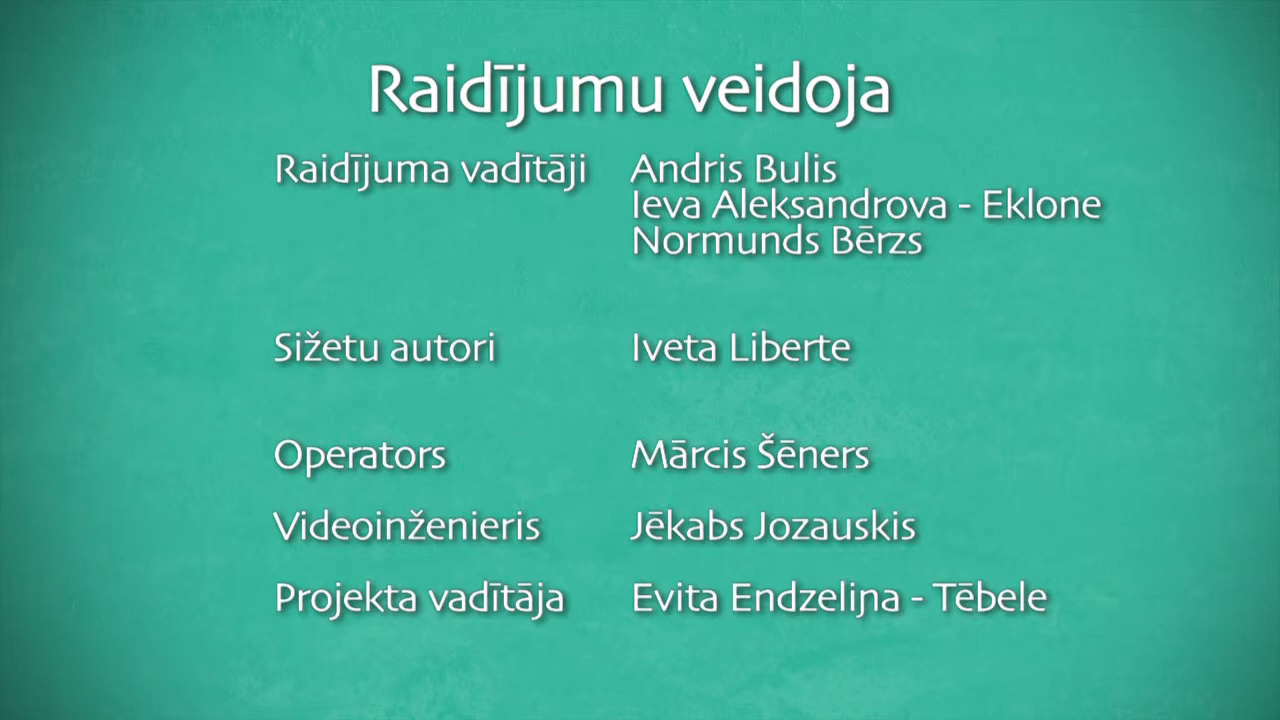 Raidījumu veidoja
Raidījuma vadītāji Andris Bulis
Ieva Aleksandrova - Eklone
Normunds Bērzs
Sižetu autori Iveta Liberte
Operators Mārcis Šēners
Videoinženieris Jēkabs Jozauskis
Projekta vadītāja Evita Endzeliņa - Tēbele